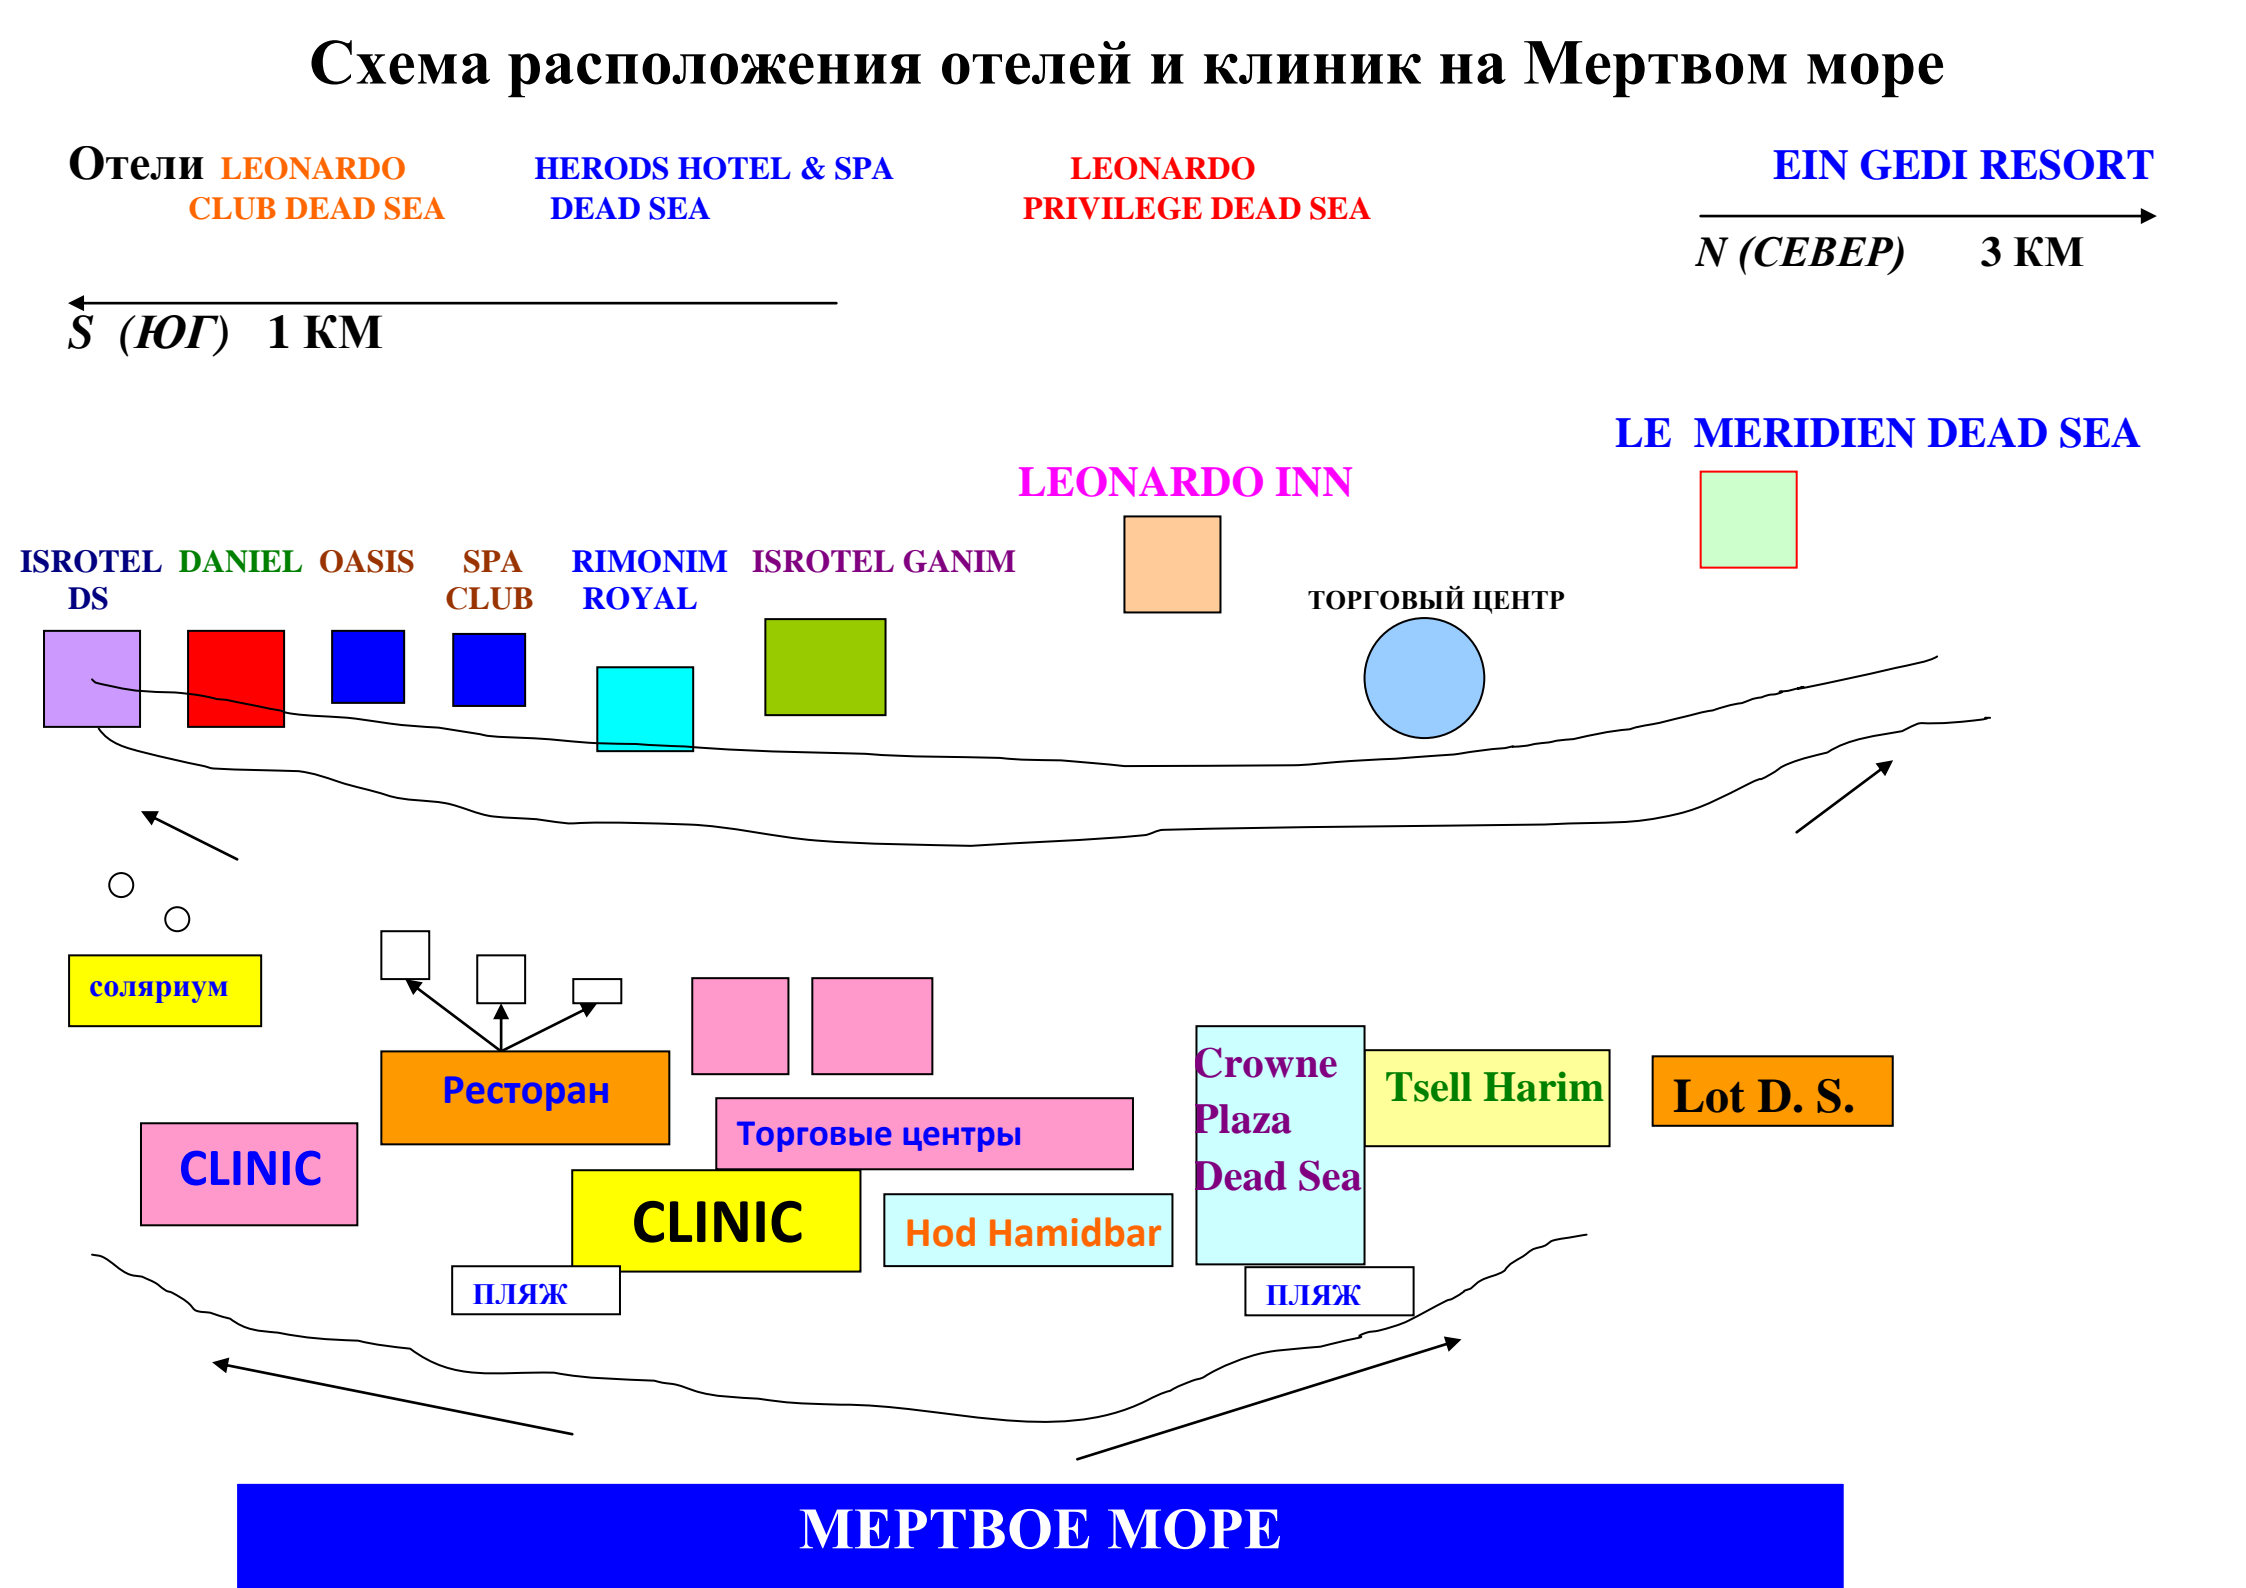 Схема расположения отелей и клиник на Мертвом море
Отели LEONARDO HERODS HOTEL & SPA LEONARDO EIN GEDI RESORT
CLUB DEAD SEA DEAD SEA PRIVILEGE DEAD SEA
N (СЕВЕР) 3 КМ
S (ЮГ) 1 КМ
LE MERIDIEN DEAD SEA
LEONARDO INN
ISROTEL DANIEL OASIS SPA RIMONIM ISROTEL GANIM
DS CLUB ROYAL ТОРГОВЫЙ ЦЕНТР
соляриум
Ресторан
Crowne
Plaza
Dead Sea
Tsell Harim
Lot D. S.
Торговые центры
CLINIC
CLINIC
Hod Hamidbar
ПЛЯЖ
ПЛЯЖ
МЕРТВОЕ МОРЕ